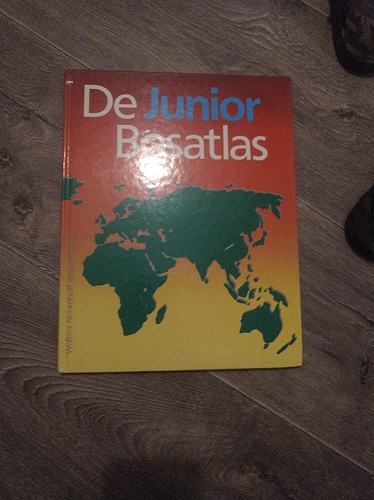 De Junior
Bosatlas
Wolters Noordhoff